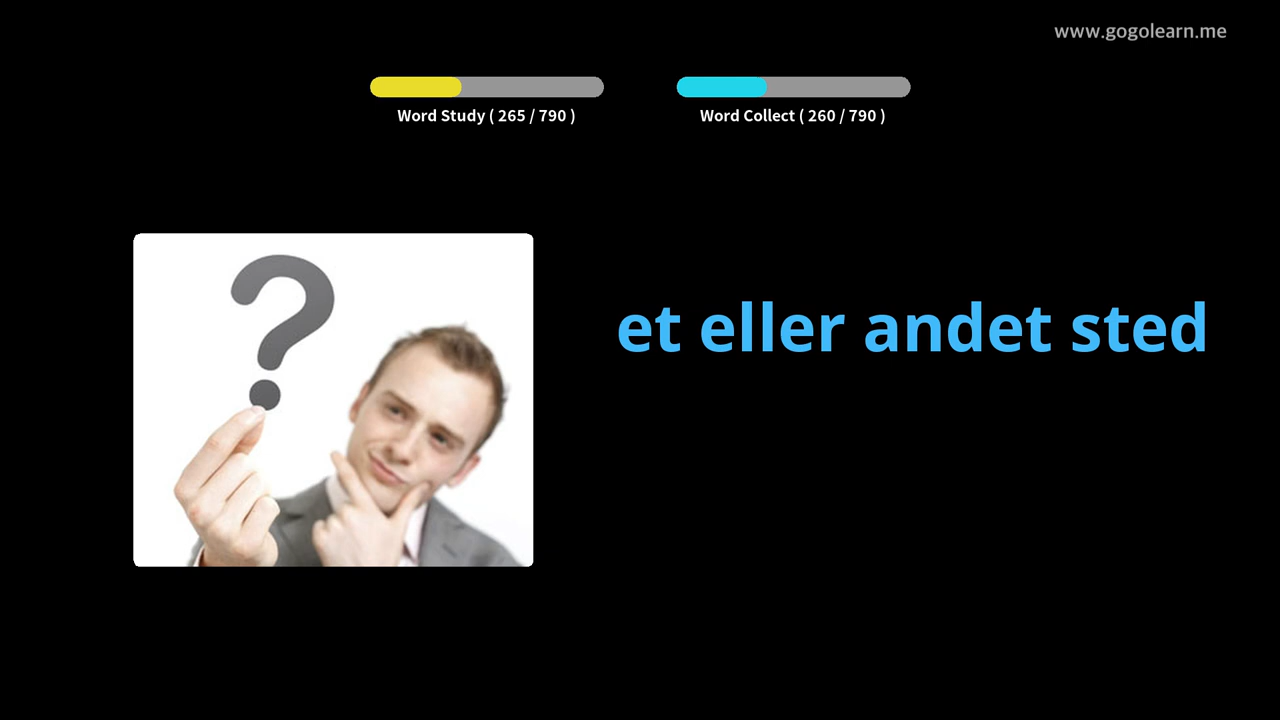 www.gogolearn.me
Word Study ( 265 / 790 )
Word Collect ( 260 / 790 )
?
et eller andet sted